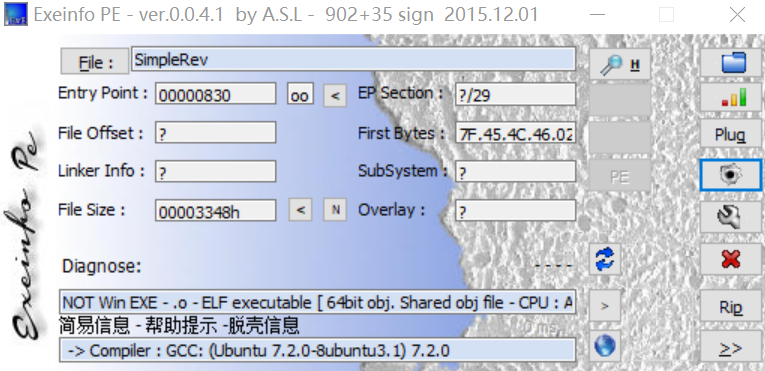 Exeinfo PE - ver.0.0.4.1 by A.S.L - 902+35 sign 2015.12.01
File : SimpleRev H
Entry Point : 00000830 oo < EP Section : ?/29
File Offset : ? First Bytes : 7F.45.4C.46.02 Plug
Linker Info : ? SubSystem : ? PE
File Size : 00003348h < N Overlay : ?
Exeinfo Pe
Diagnose: ----
NOT Win EXE - .o - ELF executable [ 64bit obj. Shared obj file - CPU : A > Rip
简易信息 - 帮助提示 -脱壳信息 0 ms.
-> Compiler : GCC: (Ubuntu 7.2.0-8ubuntu3.1) 7.2.0 >>